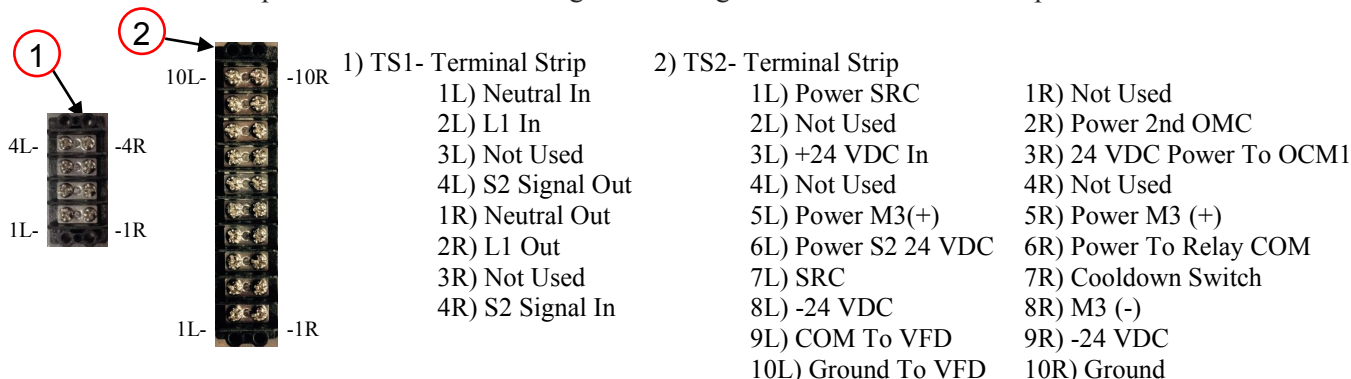 1
2
10L-
-10R
4L-
-4R
1L-
-1R
1L-
-1R
1) TS1- Terminal Strip
1L) Neutral In
2L) L1 In
3L) Not Used
4L) S2 Signal Out
1R) Neutral Out
2R) L1 Out
3R) Not Used
4R) S2 Signal In
2) TS2- Terminal Strip
1L) Power SRC
2L) Not Used
3L) +24 VDC In
4L) Not Used
5L) Power M3(+)
6L) Power S2 24 VDC
7L) SRC
8L) -24 VDC
9L) COM To VFD
10L) Ground To VFD
1R) Not Used
2R) Power 2nd OMC
3R) 24 VDC Power To OCM1
4R) Not Used
5R) Power M3 (+)
6R) Power To Relay COM
7R) Cooldown Switch
8R) M3 (-)
9R) -24 VDC
10R) Ground